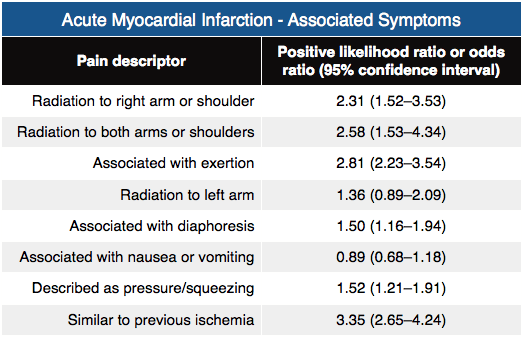 Acute Myocardial Infarction - Associated Symptoms
Pain descriptor
Positive likelihood ratio or odds
ratio (95% confidence interval)
Radiation to right arm or shoulder 2.31 (1.52–3.53)
Radiation to both arms or shoulders 2.58 (1.53–4.34)
Associated with exertion 2.81 (2.23–3.54)
Radiation to left arm 1.36 (0.89–2.09)
Associated with diaphoresis 1.50 (1.16–1.94)
Associated with nausea or vomiting 0.89 (0.68–1.18)
Described as pressure/squeezing 1.52 (1.21–1.91)
Similar to previous ischemia 3.35 (2.65–4.24)